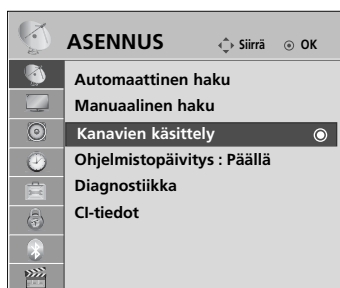 ASENNUS Siirrä OK
Automaattinen haku
Manuaalinen haku
Kanavien käsittely
Ohjelmistopäivitys : Päällä
Diagnostiikka
CI-tiedot